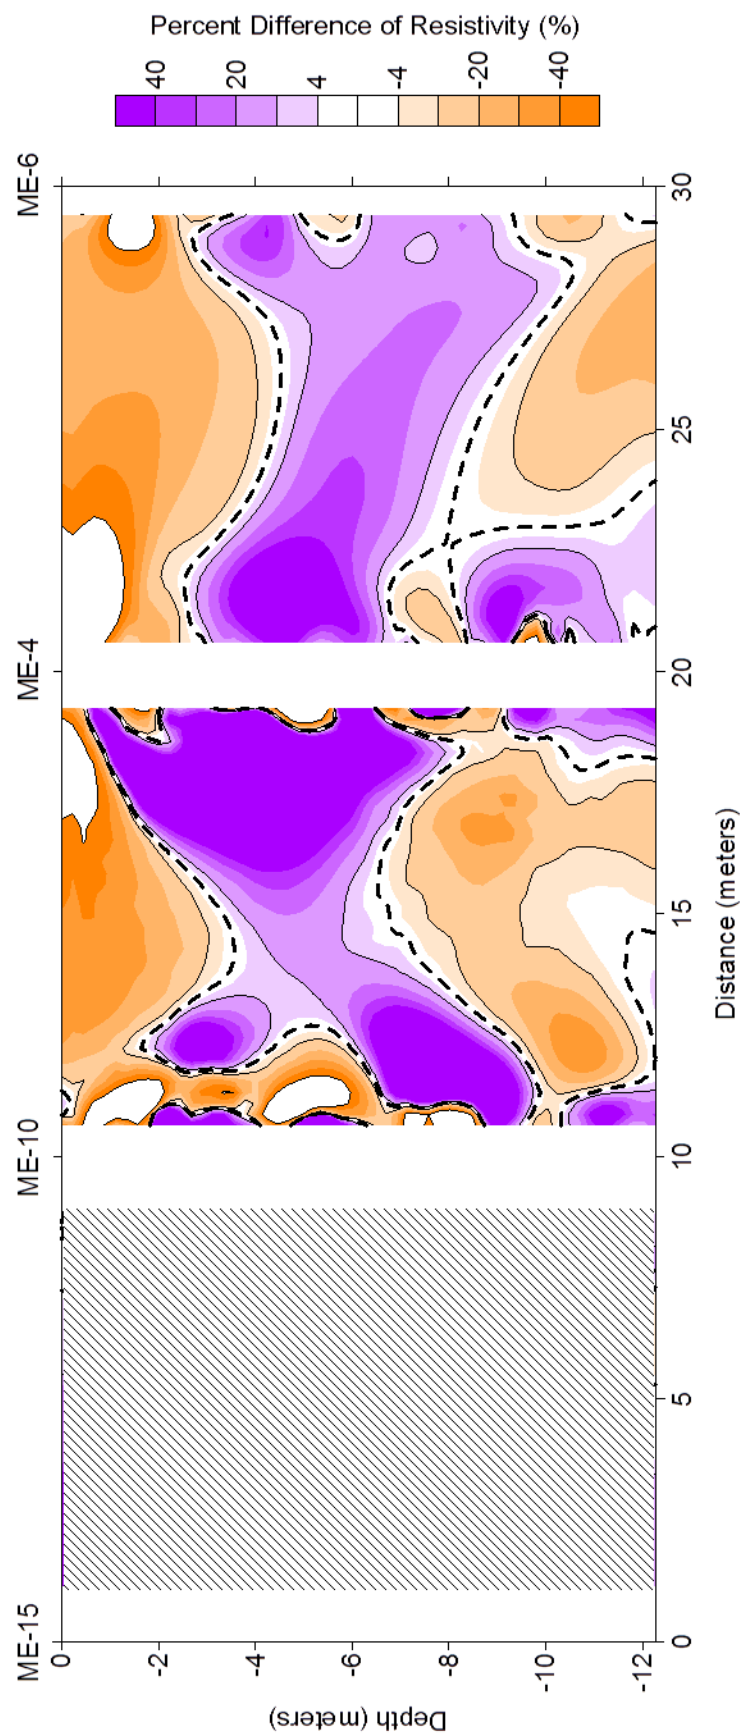 Percent Difference of Resistivity (%)
40 20 4 -4 -20 -40
ME-15 ME-10 ME-4 ME-6
0
-2
-4
-6
-8
-10
-12
Depth (meters)
0 5 10 15 20 25 30
Distance (meters)